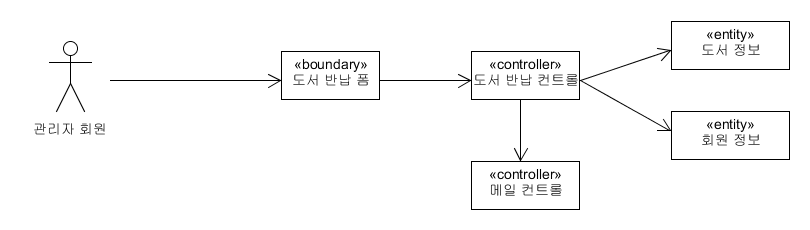 관리자 회원
«boundary»
도서 반납 폼
«controller»
도서 반납 컨트롤
«controller»
메일 컨트롤
«entity»
도서 정보
«entity»
회원 정보